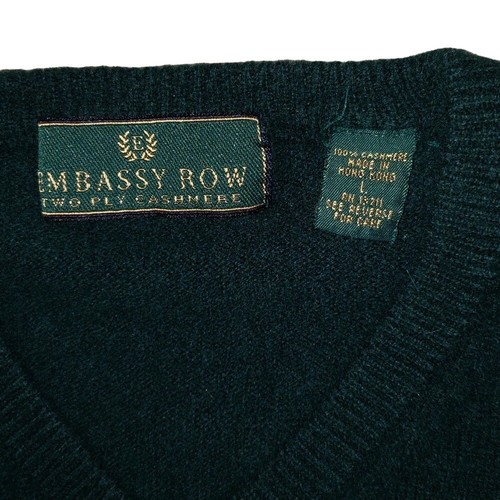 E
EMBASSY ROW
TWO PLY CASHMERE
100% CASHMERE
MADE IN
HONG KONG
L
RN 15711
SEE REVERSE
FOR CARE